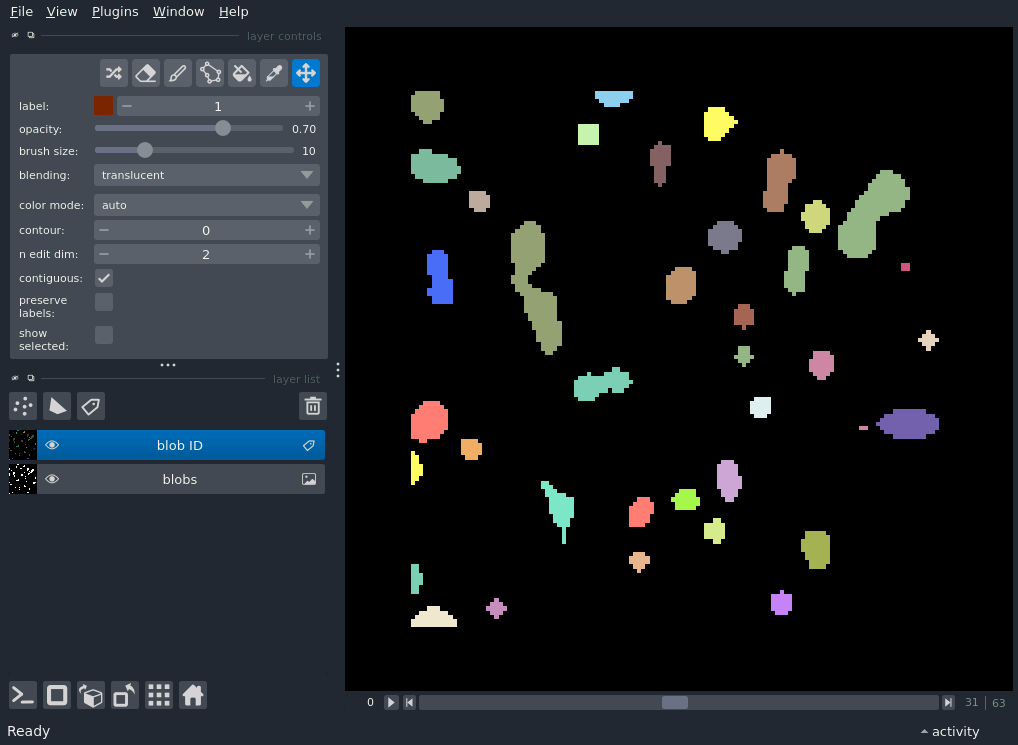 File View Plugins Window Help
layer controls
label: 1
opacity: 0.70
brush size: 10
blending: translucent
color mode: auto
contour: 0
n edit dim: 2
contiguous:
preserve
labels:
show
selected:
layer list
blob ID
blobs
0 31 | 63
Ready activity